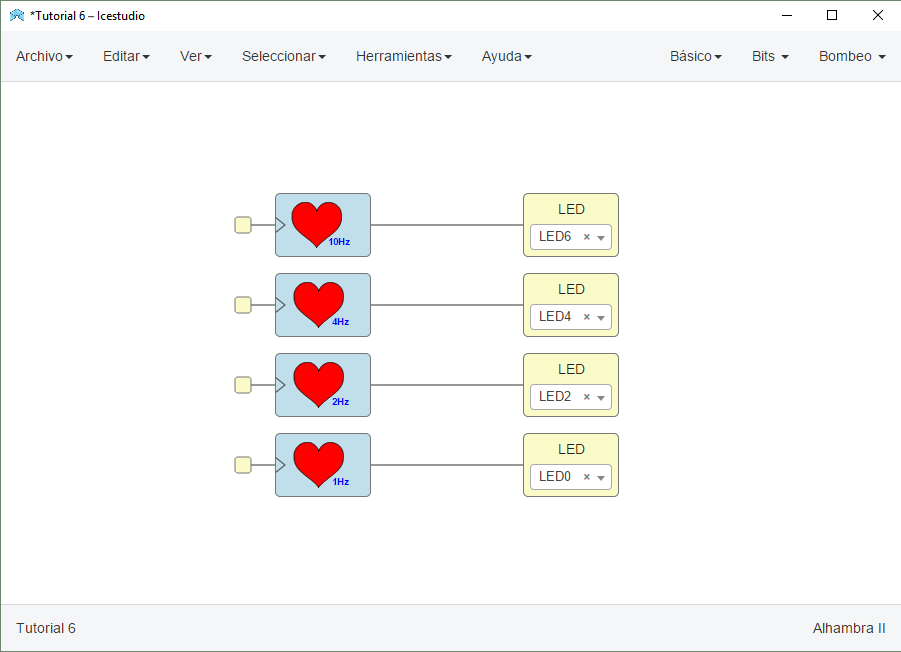 *Tutorial 6 – Icestudio
Archivo Editar Ver Seleccionar Herramientas Ayuda Básico Bits Bombeo
LED
10Hz
LED6 ×
LED
4Hz
LED4 ×
LED
2Hz
LED2 ×
LED
1Hz
LED0 ×
Tutorial 6 Alhambra II